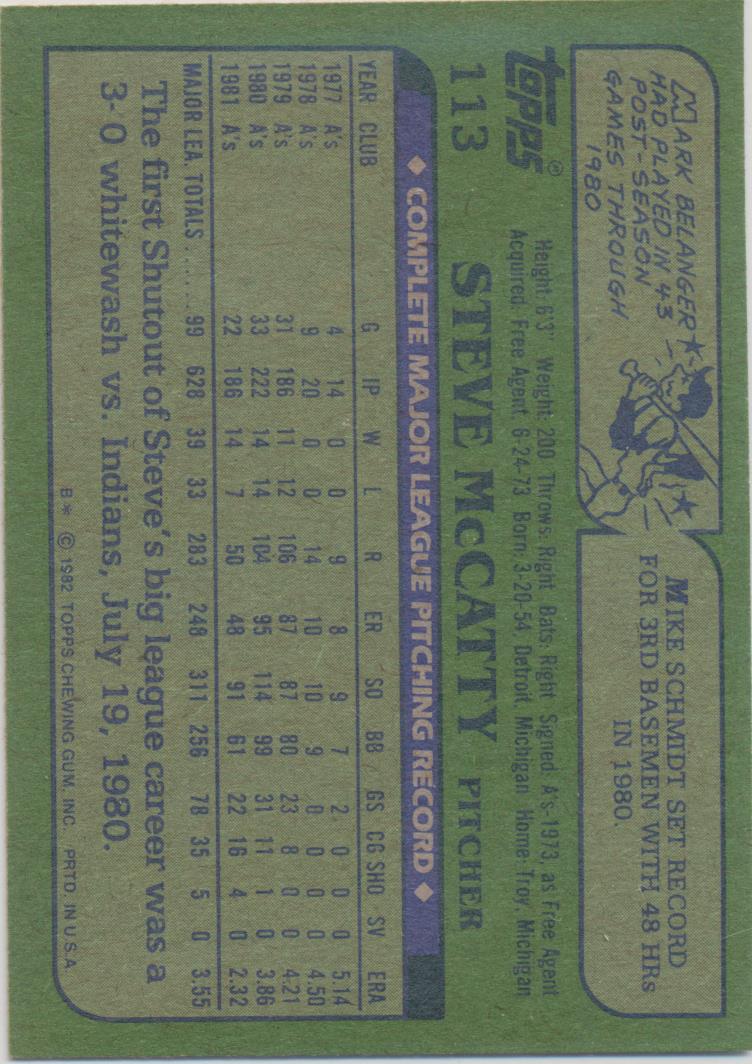 MARK BELANGER
HAD PLAYED IN 43
POST-SEASON
GAMES THROUGH
1980
MIKE SCHMIDT SET RECORD
FOR 3RD BASEMEN WITH 48 HRs
IN 1980.
topps®
113
Height: 6'3" Weight: 200 Throws: Right Bats: Right Signed: A's-1973, as Free Agent
Acquired: Free Agent 6-24-73 Born: 3-20-54 Detroit, Michigan Home: Troy, Michigan
STEVE McCATTY PITCHER
◆ COMPLETE MAJOR LEAGUE PITCHING RECORD ◆
YEAR CLUB G IP W L R ER SO BB GS CG SHO SV ERA
1977 A's 4 14 0 0 9 8 9 7 2 0 0 0 5.14
1978 A's 9 20 0 0 14 10 10 9 0 0 0 0 4.50
1979 A's 31 186 11 12 106 87 87 80 23 8 0 0 4.21
1980 A's 33 222 14 14 104 95 114 99 31 11 1 0 3.86
1981 A's 22 186 14 7 50 48 91 61 22 16 4 0 2.32
MAJOR LEA. TOTALS ...... 99 628 39 33 283 248 311 256 78 35 5 0 3.55
The first Shutout of Steve's big league career was a
3-0 whitewash vs. Indians, July 19, 1980.
B* © 1982 TOPPS CHEWING GUM, INC. PRTD. IN U.S.A.